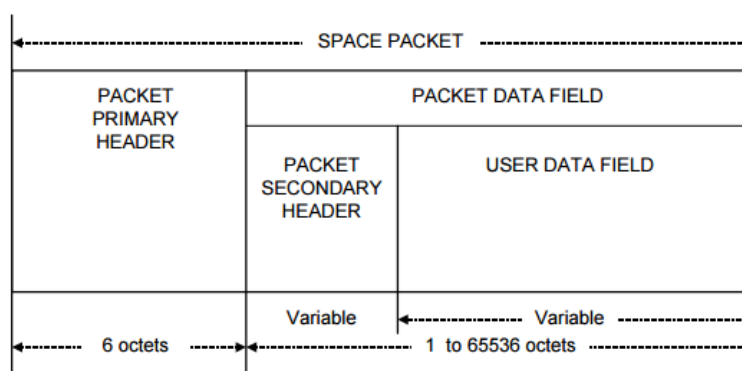 SPACE PACKET
PACKET
PRIMARY
HEADER
PACKET DATA FIELD
PACKET
SECONDARY
HEADER
USER DATA FIELD
Variable
Variable
6 octets
1 to 65536 octets